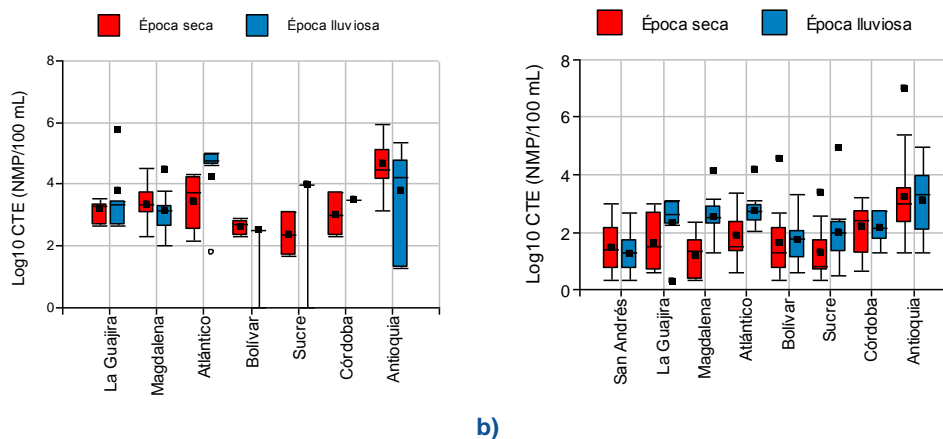 Época seca Época lluviosa
Log10 CTE (NMP/100 mL)
8
6
4
2
0
La Guajira
Magdalena
Atlántico
Bolívar
Sucre
Córdoba
Antioquia
Época seca Época lluviosa
Log10 CTE (NMP/100 mL)
8
6
4
2
0
San Andrés
La Guajira
Magdalena
Atlántico
Bolívar
Sucre
Córdoba
Antioquia
b)